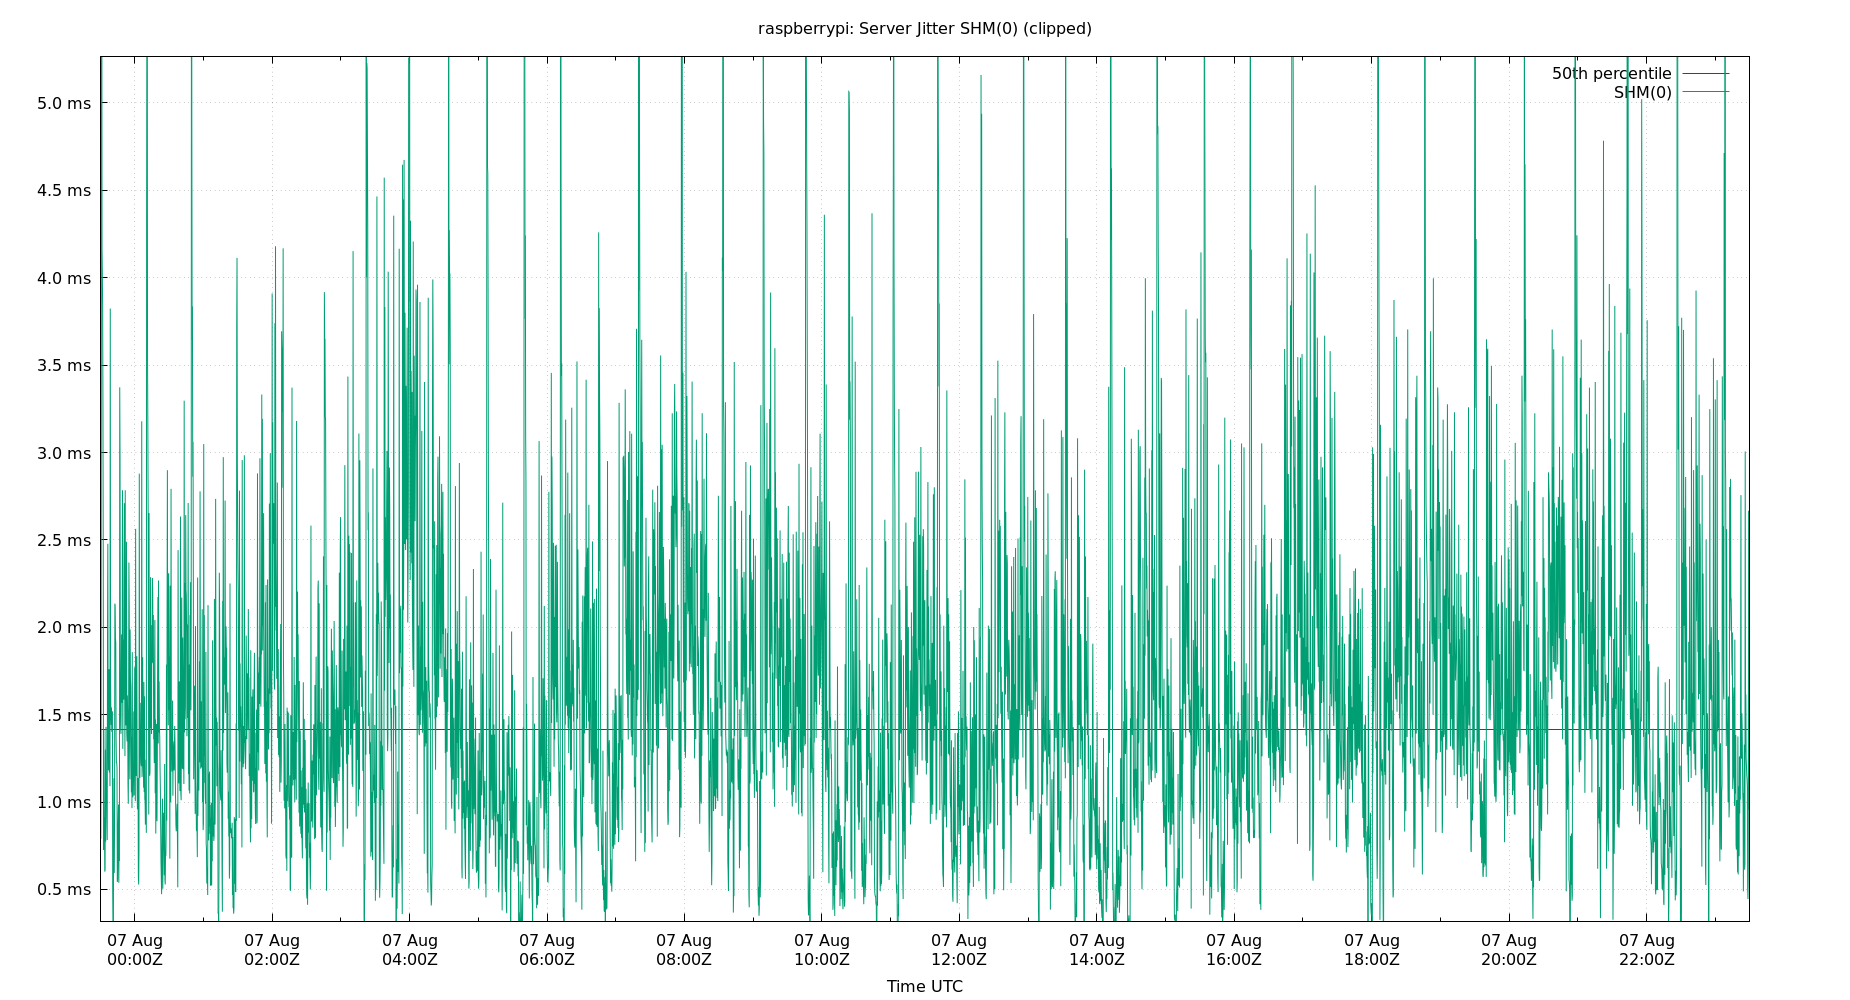 raspberrypi: Server Jitter SHM(0) (clipped)
50th percentile
SHM(0)
5.0 ms
4.5 ms
4.0 ms
3.5 ms
3.0 ms
2.5 ms
2.0 ms
1.5 ms
1.0 ms
0.5 ms
07 Aug 07 Aug 07 Aug 07 Aug 07 Aug 07 Aug 07 Aug 07 Aug 07 Aug 07 Aug 07 Aug 07 Aug
00:00Z 02:00Z 04:00Z 06:00Z 08:00Z 10:00Z 12:00Z 14:00Z 16:00Z 18:00Z 20:00Z 22:00Z
Time UTC